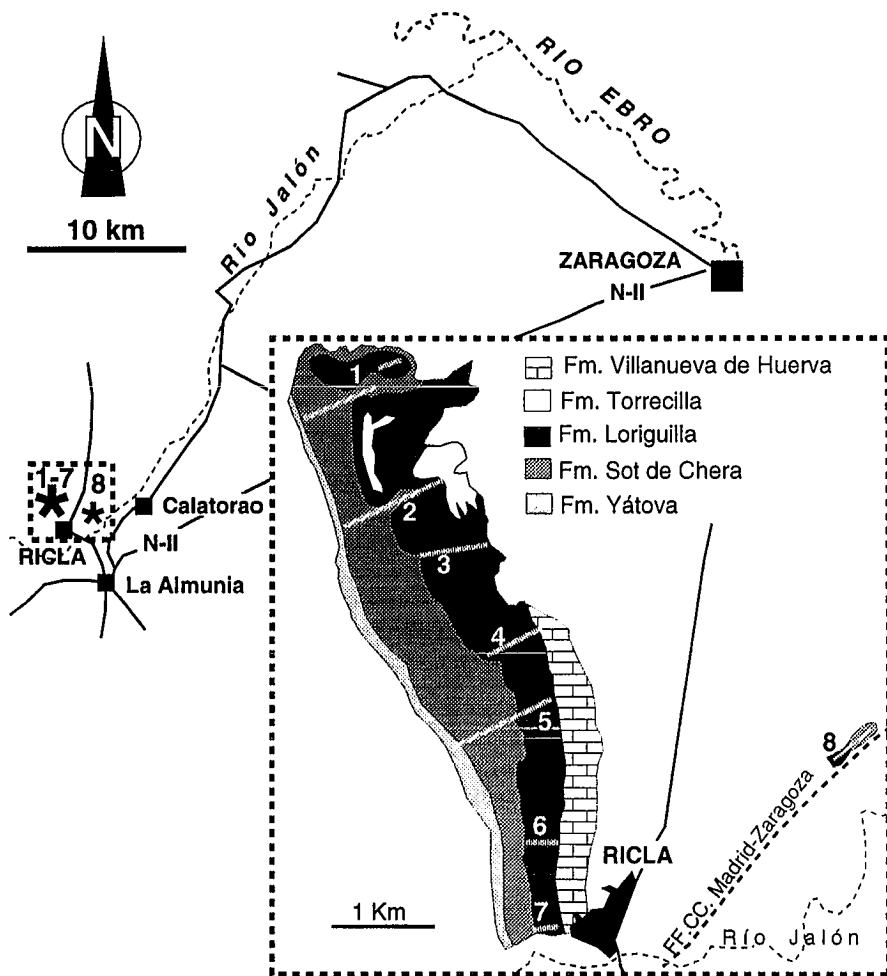 RIO EBRO
N
Río Jalón
10 km
ZARAGOZA
N-II
1
Fm. Villanueva de Huerva
Fm. Torrecilla
Fm. Loriguilla
Fm. Sot de Chera
Fm. Yátova
1-7
8
Calatorao
2
RICLA
N-II
3
La Almunia
4
5
8
6
RICLA
FF.CC. Madrid-Zaragoza
1 Km
7
Río Jalón